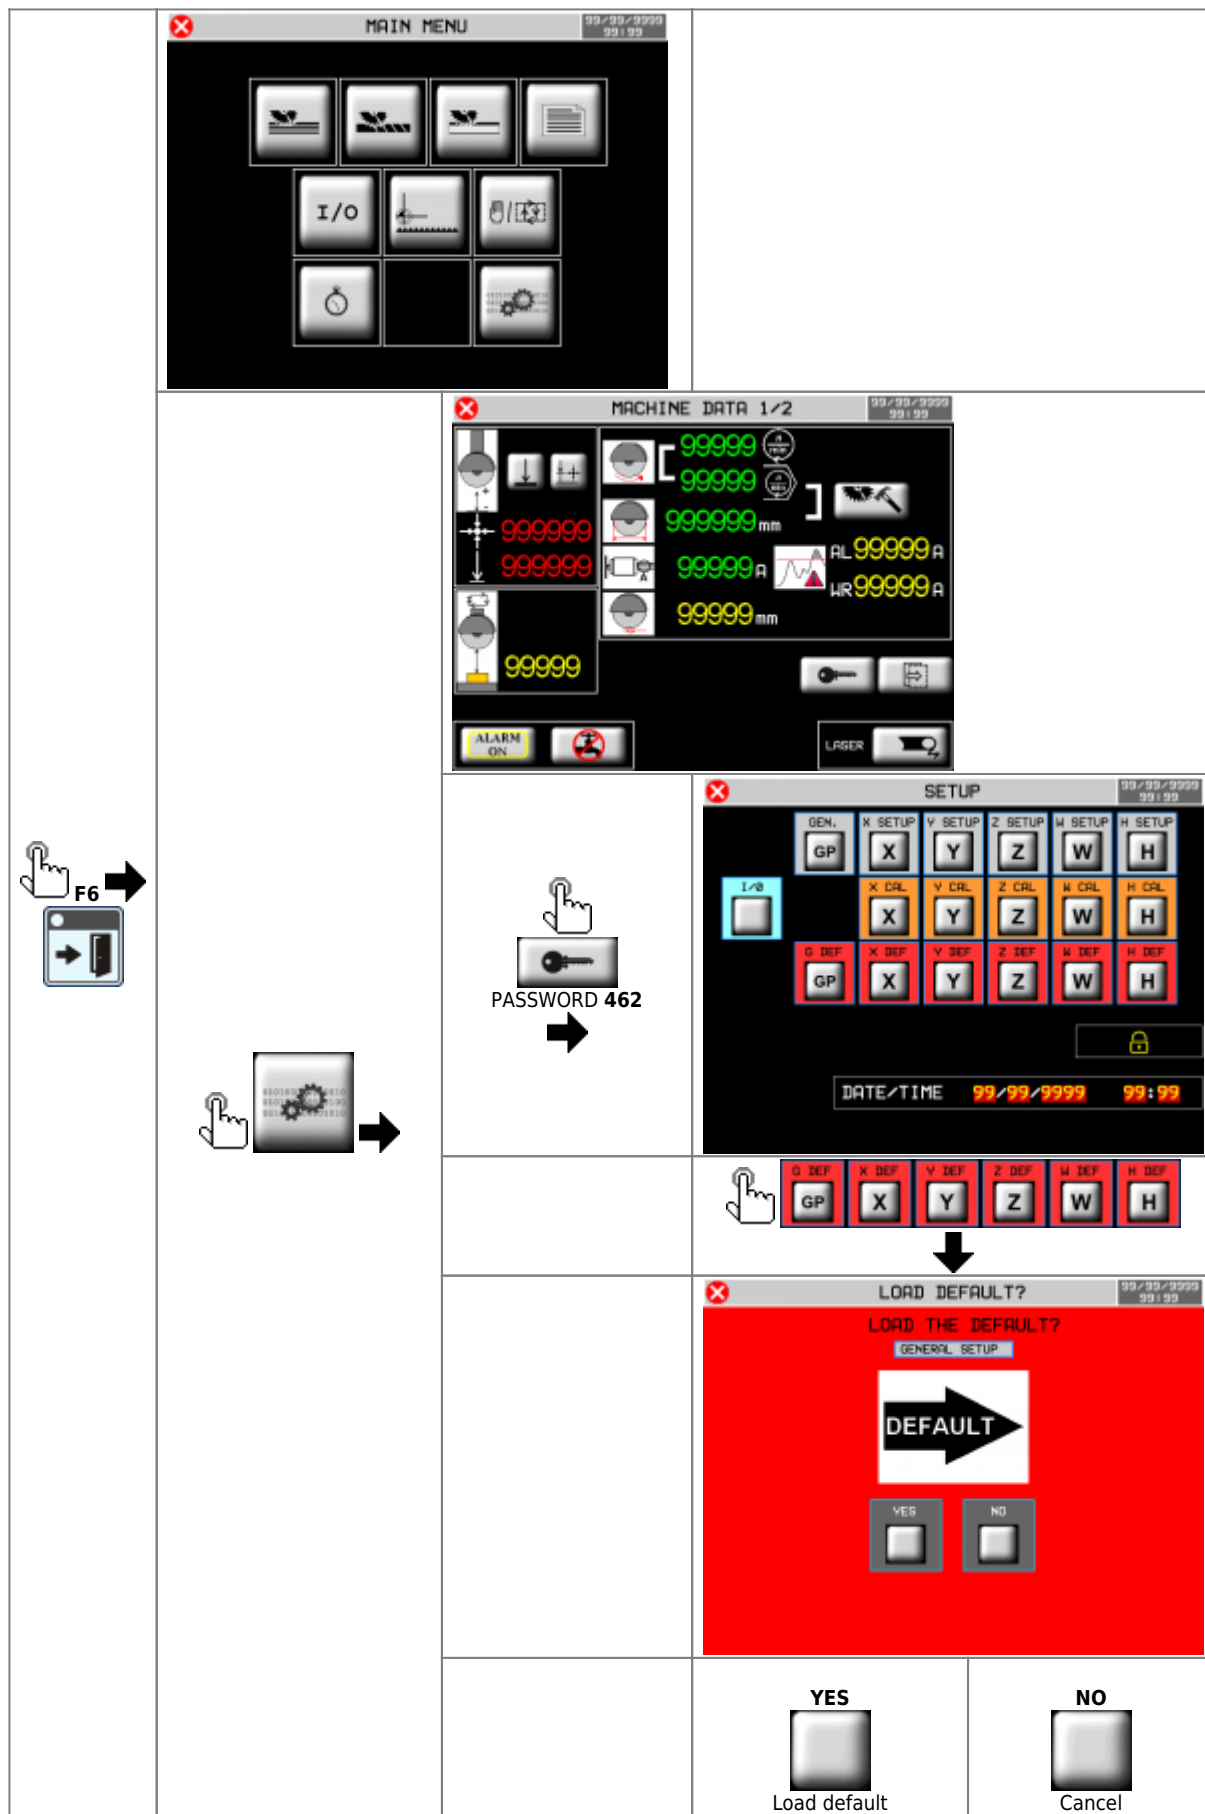 MAIN MENU
99/99/9999
99:99
I/O
MACHINE DATA 1/2
99/99/9999
99:99
99999
99999
999999 mm
999999
999999
99999 A
AL 99999 A
WR 99999 A
99999 mm
99999
ALARM
ON
LASER
F6
PASSWORD 462
SETUP
99/99/9999
99:99
GEN. X SETUP Y SETUP Z SETUP W SETUP H SETUP
GP X Y Z W H
I/O
X CAL Y CAL Z CAL W CAL H CAL
X Y Z W H
G DEF X DEF Y DEF Z DEF W DEF H DEF
GP X Y Z W H
DATE/TIME 99/99/9999 99:99
G DEF X DEF Y DEF Z DEF W DEF H DEF
GP X Y Z W H
LOAD DEFAULT?
99/99/9999
99:99
LOAD THE DEFAULT?
GENERAL SETUP
DEFAULT
YES NO
YES
Load default
NO
Cancel